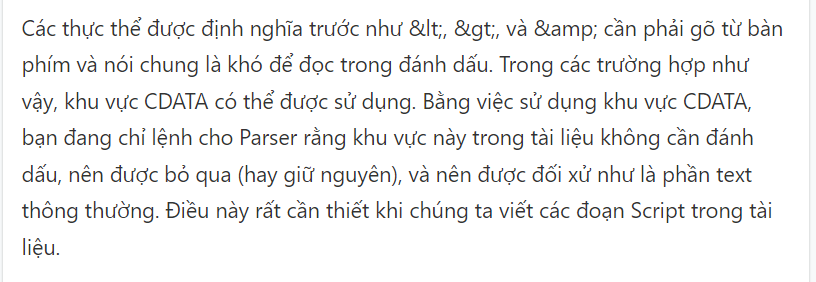 Các thực thể được định nghĩa trước như &lt;, &gt;, và &amp; cần phải gõ từ bàn
phím và nói chung là khó để đọc trong đánh dấu. Trong các trường hợp như
vậy, khu vực CDATA có thể được sử dụng. Bằng việc sử dụng khu vực CDATA,
bạn đang chỉ lệnh cho Parser rằng khu vực này trong tài liệu không cần đánh
dấu, nên được bỏ qua (hay giữ nguyên), và nên được đối xử như là phần text
thông thường. Điều này rất cần thiết khi chúng ta viết các đoạn Script trong tài
liệu.